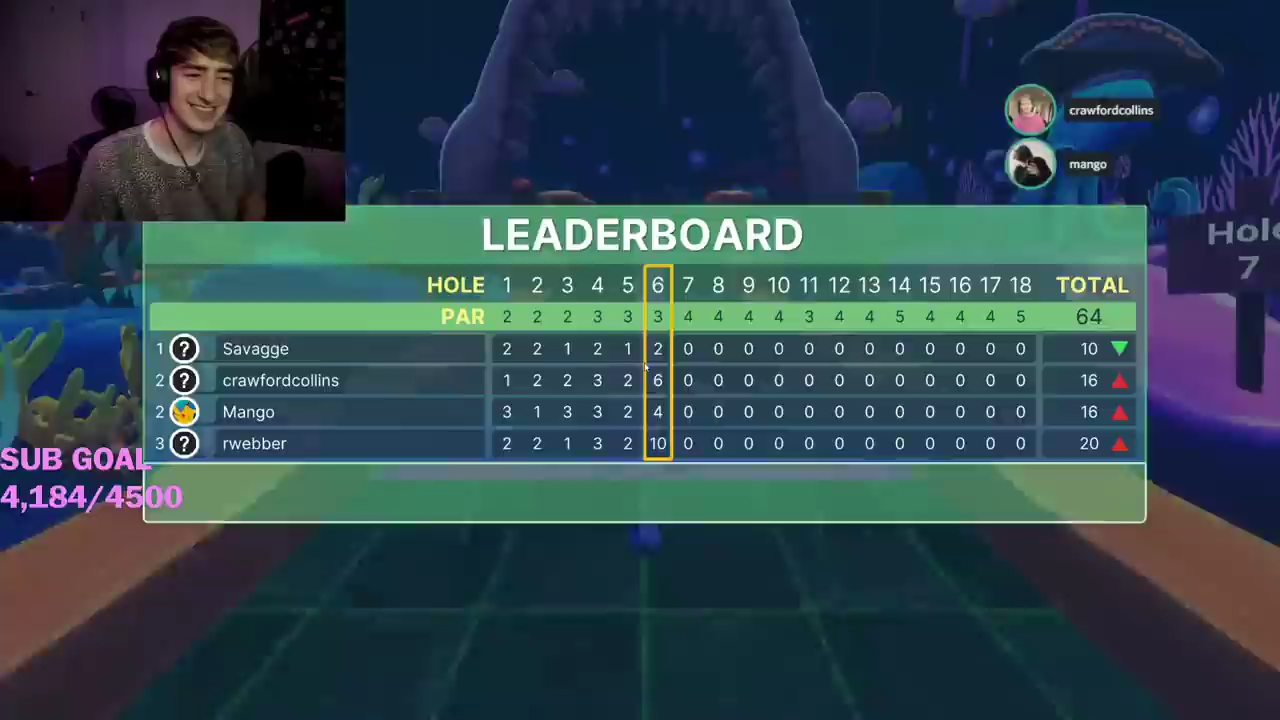 crawfordcollins
mango
LEADERBOARD
HOLE 1 2 3 4 5 6 7 8 9 10 11 12 13 14 15 16 17 18 TOTAL
PAR 2 2 2 3 3 3 4 4 4 4 3 4 4 5 4 4 4 5 64
1 ? Savagge 2 2 1 2 1 2 0 0 0 0 0 0 0 0 0 0 0 0 10
2 ? crawfordcollins 1 2 2 3 2 6 0 0 0 0 0 0 0 0 0 0 0 0 16
2 Mango 3 1 3 3 2 4 0 0 0 0 0 0 0 0 0 0 0 0 16
3 ? rwebber 2 2 1 3 2 10 0 0 0 0 0 0 0 0 0 0 0 0 20
Hole
7
SUB GOAL
4,184/4500